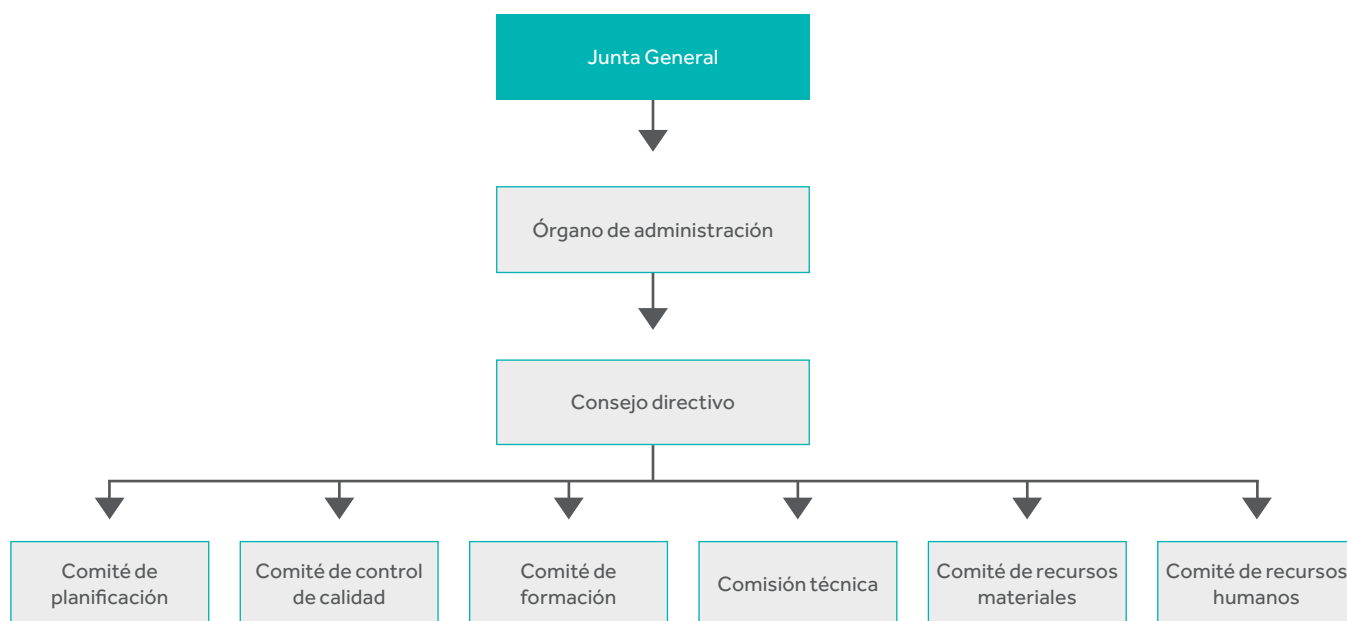 Junta General
Órgano de administración
Consejo directivo
Comité de
planificación
Comité de control
de calidad
Comité de
formación
Comisión técnica
Comité de recursos
materiales
Comité de recursos
humanos